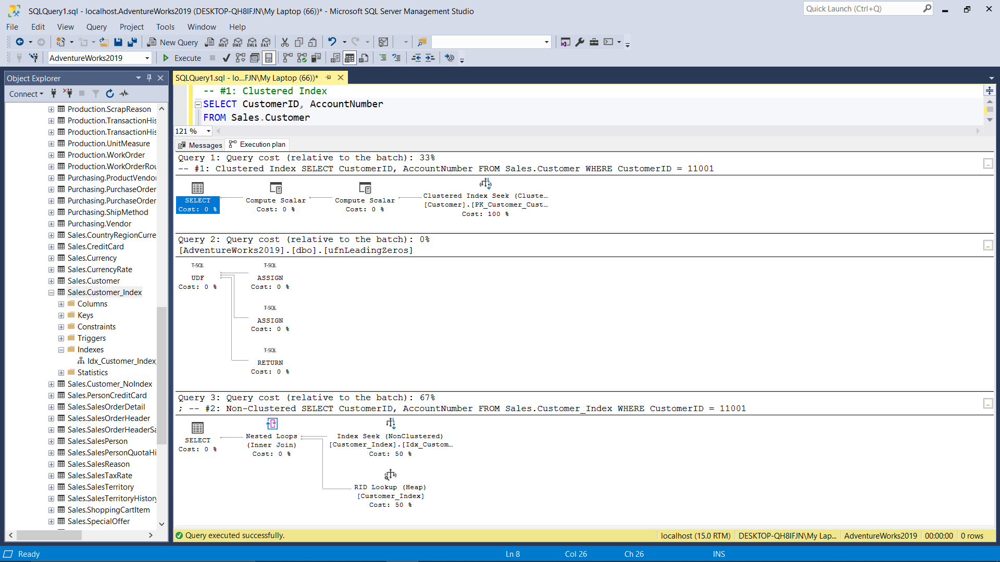 SQLQuery1.sql - localhost.AdventureWorks2019 (DESKTOP-QH8IFJN\My Laptop (66))* - Microsoft SQL Server Management Studio
Quick Launch (Ctrl+Q)
File Edit View Query Project Tools Window Help
New Query
MDX DMX XMLA DAX
AdventureWorks2019
Execute
Object Explorer
Connect
Production.ScrapReason
Production.TransactionHis
Production.TransactionHis
Production.UnitMeasure
Production.WorkOrder
Production.WorkOrderRou
Purchasing.ProductVendor
Purchasing.PurchaseOrder
Purchasing.PurchaseOrder
Purchasing.ShipMethod
Purchasing.Vendor
Sales.CountryRegionCurre
Sales.CreditCard
Sales.Currency
Sales.CurrencyRate
Sales.Customer
Sales.Customer_Index
Columns
Keys
Constraints
Triggers
Indexes
Idx_Customer_Index_
Statistics
Sales.Customer_NoIndex
Sales.PersonCreditCard
Sales.SalesOrderDetail
Sales.SalesOrderHeader
Sales.SalesOrderHeaderSa
Sales.SalesPerson
Sales.SalesPersonQuotaHi
Sales.SalesReason
Sales.SalesTaxRate
Sales.SalesTerritory
Sales.SalesTerritoryHistory
Sales.ShoppingCartItem
Sales.SpecialOffer
SQLQuery1.sql - lo...FJN\My Laptop (66))*
-- #1: Clustered Index
SELECT CustomerID, AccountNumber
FROM Sales.Customer
121 %
Messages Execution plan
Query 1: Query cost (relative to the batch): 33%
-- #1: Clustered Index SELECT CustomerID, AccountNumber FROM Sales.Customer WHERE CustomerID = 11001
SELECT
Cost: 0 %
Compute Scalar
Cost: 0 %
Compute Scalar
Cost: 0 %
Clustered Index Seek (Cluste…
[Customer].[PK_Customer_Cust…
Cost: 100 %
Query 2: Query cost (relative to the batch): 0%
[AdventureWorks2019].[dbo].[ufnLeadingZeros]
T-SQL
UDF
Cost: 0 %
T-SQL
ASSIGN
Cost: 0 %
T-SQL
ASSIGN
Cost: 0 %
T-SQL
RETURN
Cost: 0 %
Query 3: Query cost (relative to the batch): 67%
; -- #2: Non-Clustered SELECT CustomerID, AccountNumber FROM Sales.Customer_Index WHERE CustomerID = 11001
SELECT
Cost: 0 %
Nested Loops
(Inner Join)
Cost: 0 %
Index Seek (NonClustered)
[Customer_Index].[Idx_Custom…
Cost: 50 %
RID Lookup (Heap)
[Customer_Index]
Cost: 50 %
Query executed successfully.
localhost (15.0 RTM) DESKTOP-QH8IFJN\My Lap... AdventureWorks2019 00:00:00 0 rows
Ready Ln 8 Col 26 Ch 26 INS